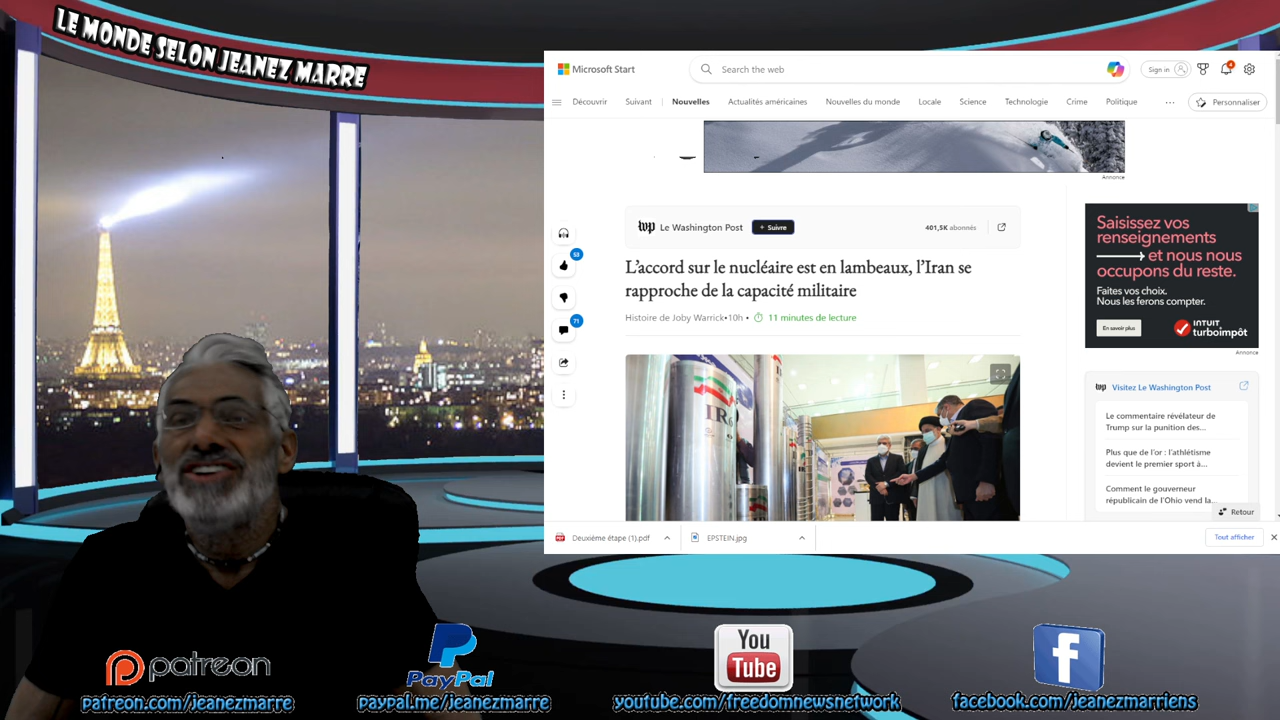 LE MONDE SELON JEANEZ MARRE
Microsoft Start
Search the web
Sign in
4
Découvrir
Suivant
Nouvelles
Actualités américaines
Nouvelles du monde
Locale
Science
Technologie
Crime
Politique
...
Personnaliser
Annonce
wp Le Washington Post
+ Suivre
401,5K abonnés
53
71
L'accord sur le nucléaire est en lambeaux, l'Iran se
rapproche de la capacité militaire
Histoire de Joby Warrick•10h •
11 minutes de lecture
IR6
Saisissez vos
renseignements
et nous nous
occupons du reste.
Faites vos choix.
Nous les ferons compter.
En savoir plus
INTUIT
turboimpôt
Annonce
wp Visitez Le Washington Post
Le commentaire révélateur de
Trump sur la punition des...
Plus que de l'or : l'athlétisme
devient le premier sport à...
Comment le gouverneur
républicain de l'Ohio vend la...
Retour
PDF
Deuxième étape (1).pdf
EPSTEIN.jpg
Tout afficher
patreon
patreon.com/jeanezmarre
PayPal
paypal.me/jeanezmarre
You
Tube
youtube.com/freedomnewsnetwork
f
facebook.com/jeanezmarriens